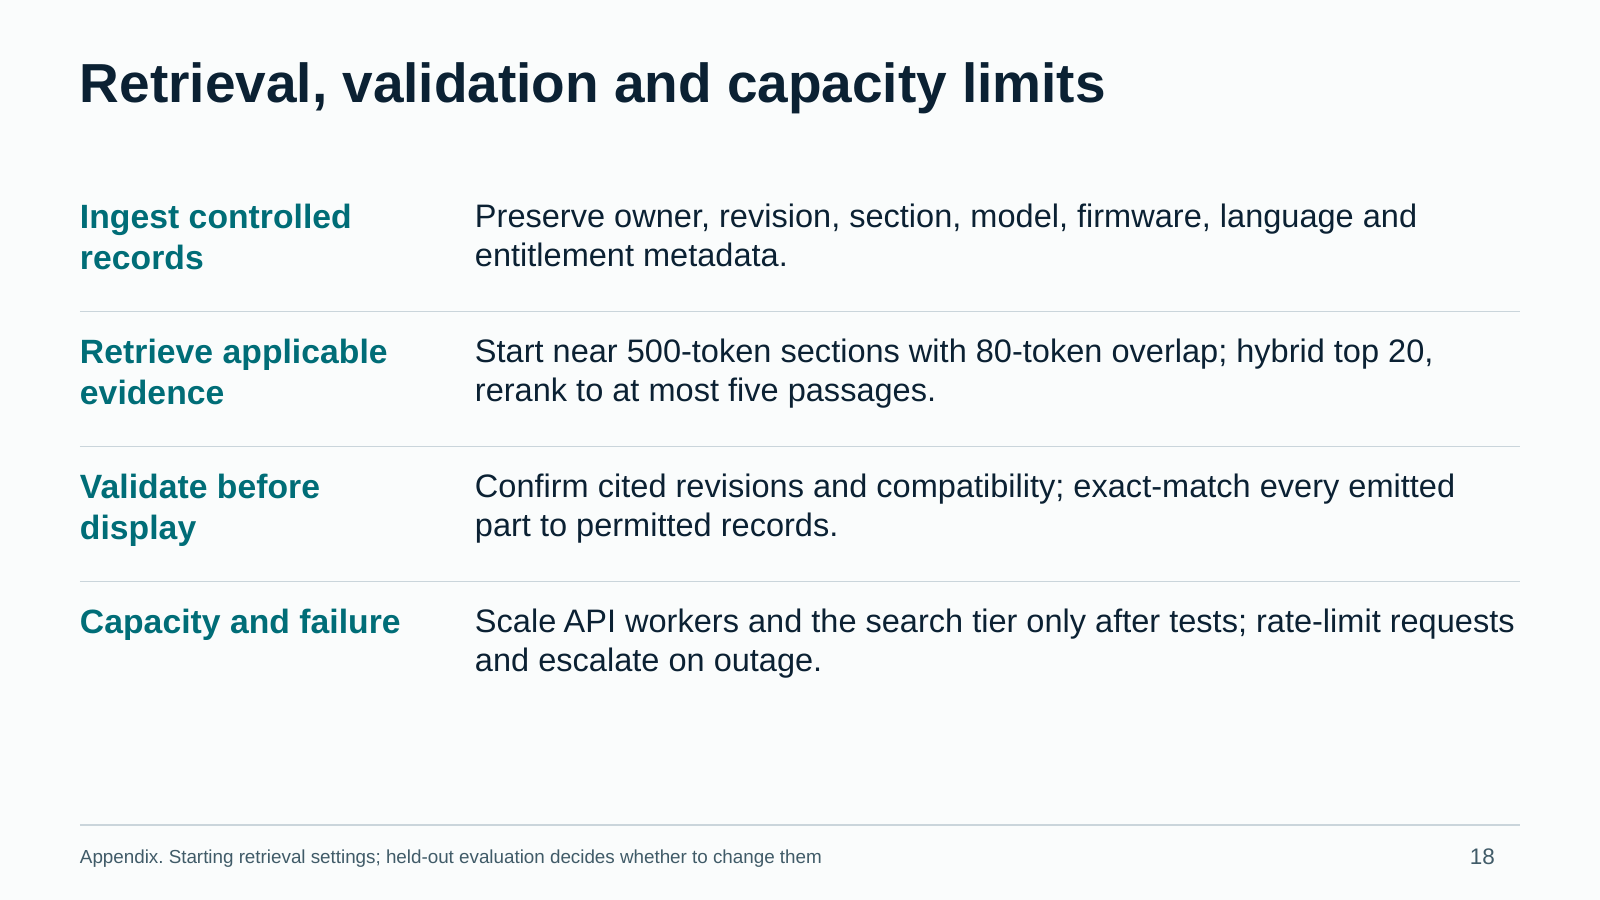 Retrieval, validation and capacity limits
Ingest controlled
records
Preserve owner, revision, section, model, firmware, language and
entitlement metadata.
Retrieve applicable
evidence
Start near 500-token sections with 80-token overlap; hybrid top 20,
rerank to at most five passages.
Validate before
display
Confirm cited revisions and compatibility; exact-match every emitted
part to permitted records.
Capacity and failure
Scale API workers and the search tier only after tests; rate-limit requests
and escalate on outage.
Appendix. Starting retrieval settings; held-out evaluation decides whether to change them
18